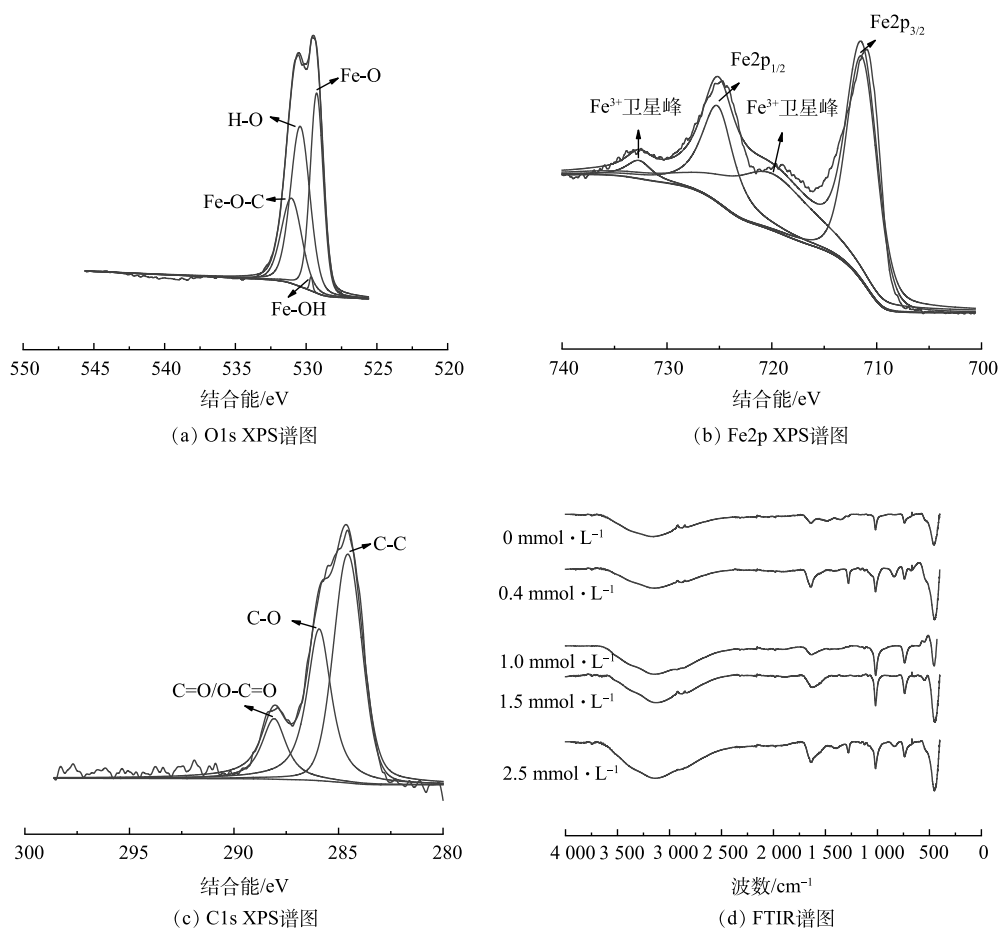 Fe-O
H-O
Fe-O-C
Fe-OH
550 545 540 535 530 525 520
结合能/eV
(a) O1s XPS谱图
Fe2p3/2
Fe2p1/2
Fe³⁺卫星峰 Fe³⁺卫星峰
740 730 720 710 700
结合能/eV
(b) Fe2p XPS谱图
C-C
C-O
C=O/O-C=O
300 295 290 285 280
结合能/eV
(c) C1s XPS谱图
0 mmol·L⁻¹
0.4 mmol·L⁻¹
1.0 mmol·L⁻¹
1.5 mmol·L⁻¹
2.5 mmol·L⁻¹
4 000 3 500 3 000 2 500 2 000 1 500 1 000 500 0
波数/cm⁻¹
(d) FTIR谱图